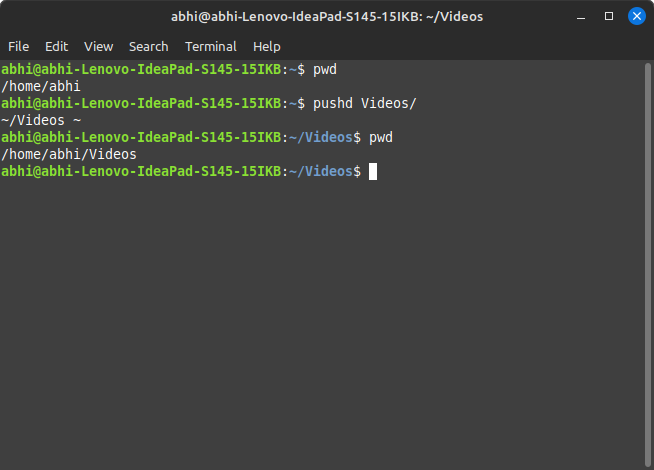 abhi@abhi-Lenovo-IdeaPad-S145-15IKB: ~/Videos
File Edit View Search Terminal Help
abhi@abhi-Lenovo-IdeaPad-S145-15IKB:~$ pwd
/home/abhi
abhi@abhi-Lenovo-IdeaPad-S145-15IKB:~$ pushd Videos/
~/Videos ~
abhi@abhi-Lenovo-IdeaPad-S145-15IKB:~/Videos$ pwd
/home/abhi/Videos
abhi@abhi-Lenovo-IdeaPad-S145-15IKB:~/Videos$